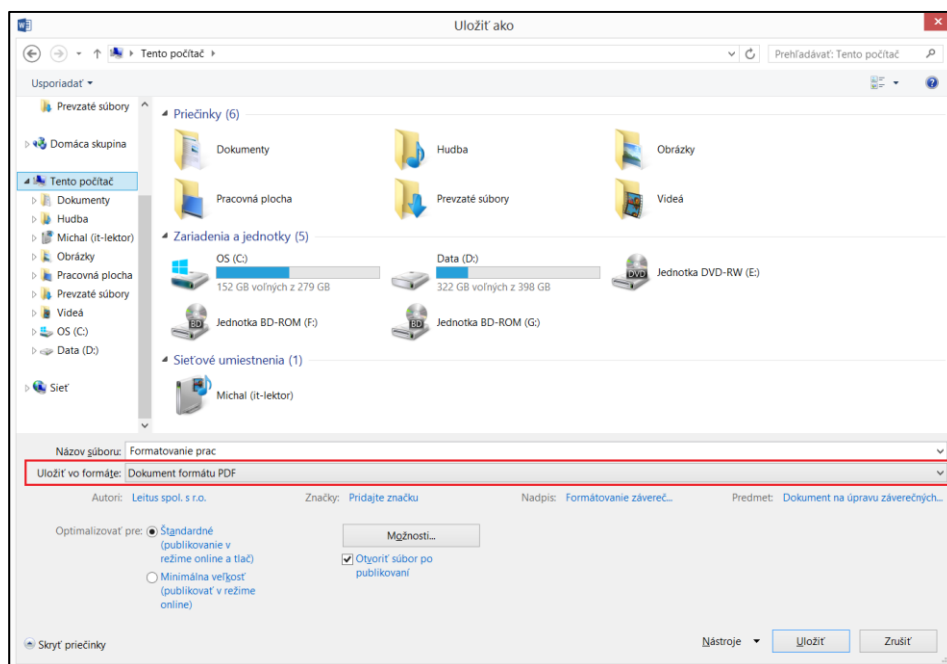 Uložiť ako
Tento počítač
Prehľadávať: Tento počítač
Usporiadať
Prevzaté súbory
Domáca skupina
Tento počítač
Dokumenty
Hudba
Michal (it-lektor)
Obrázky
Pracovná plocha
Prevzaté súbory
Videá
OS (C:)
Data (D:)
Sieť
Priečinky (6)
Dokumenty
Hudba
Obrázky
Pracovná plocha
Prevzaté súbory
Videá
Zariadenia a jednotky (5)
OS (C:)
152 GB voľných z 279 GB
Data (D:)
322 GB voľných z 398 GB
DVD
Jednotka DVD-RW (E:)
BD
Jednotka BD-ROM (F:)
BD
Jednotka BD-ROM (G:)
Sieťové umiestnenia (1)
Michal (it-lektor)
Názov súboru: Formatovanie prac
Uložiť vo formáte: Dokument formátu PDF
Autori: Leitus spol. s r.o. Značky: Pridajte značku Nadpis: Formátovanie závereč... Predmet: Dokument na úpravu záverečných...
Optimalizovať pre: Štandardné
(publikovanie v
režime online a tlač)
Minimálna veľkosť
(publikovať v režime
online)
Možnosti...
Otvoriť súbor po
publikovaní
Skryť priečinky
Nástroje Uložiť Zrušiť